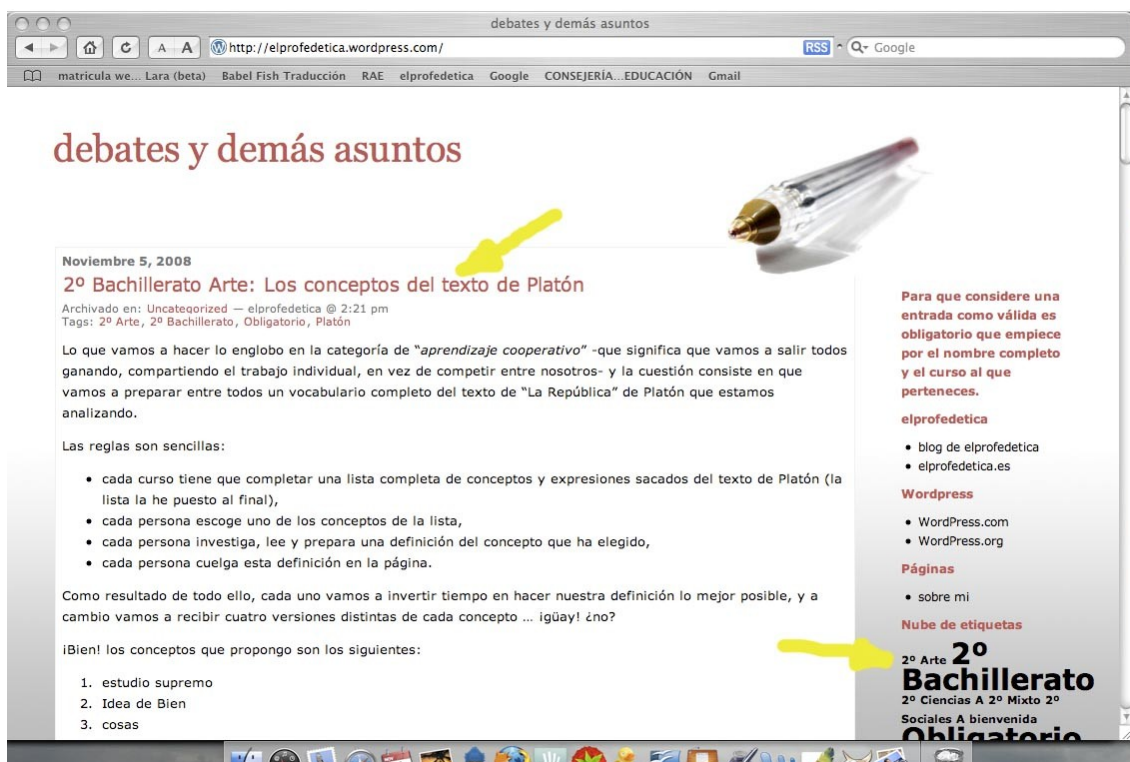 debates y demás asuntos
http://elprofedetica.wordpress.com/
RSS
Google
A A
matricula we... Lara (beta) Babel Fish Traducción RAE elprofedetica Google CONSEJERÍA...EDUCACIÓN Gmail
debates y demás asuntos
Noviembre 5, 2008
2º Bachillerato Arte: Los conceptos del texto de Platón
Archivado en: Uncategorized — elprofedetica @ 2:21 pm
Tags: 2º Arte, 2º Bachillerato, Obligatorio, Platón
Lo que vamos a hacer lo englobo en la categoría de “aprendizaje cooperativo” -que significa que vamos a salir todos
ganando, compartiendo el trabajo individual, en vez de competir entre nosotros- y la cuestión consiste en que
vamos a preparar entre todos un vocabulario completo del texto de “La República” de Platón que estamos
analizando.
Las reglas son sencillas:
• cada curso tiene que completar una lista completa de conceptos y expresiones sacados del texto de Platón (la
lista la he puesto al final),
• cada persona escoge uno de los conceptos de la lista,
• cada persona investiga, lee y prepara una definición del concepto que ha elegido,
• cada persona cuelga esta definición en la página.
Como resultado de todo ello, cada uno vamos a invertir tiempo en hacer nuestra definición lo mejor posible, y a
cambio vamos a recibir cuatro versiones distintas de cada concepto … ¡güay! ¿no?
¡Bien! los conceptos que propongo son los siguientes:
1. estudio supremo
2. Idea de Bien
3. cosas
Para que considere una
entrada como válida es
obligatorio que empiece
por el nombre completo
y el curso al que
perteneces.
elprofedetica
• blog de elprofedetica
• elprofedetica.es
Wordpress
• WordPress.com
• WordPress.org
Páginas
• sobre mi
Nube de etiquetas
2º Arte 2º
Bachillerato
2º Ciencias A 2º Mixto 2º
Sociales A bienvenida
Obligatorio